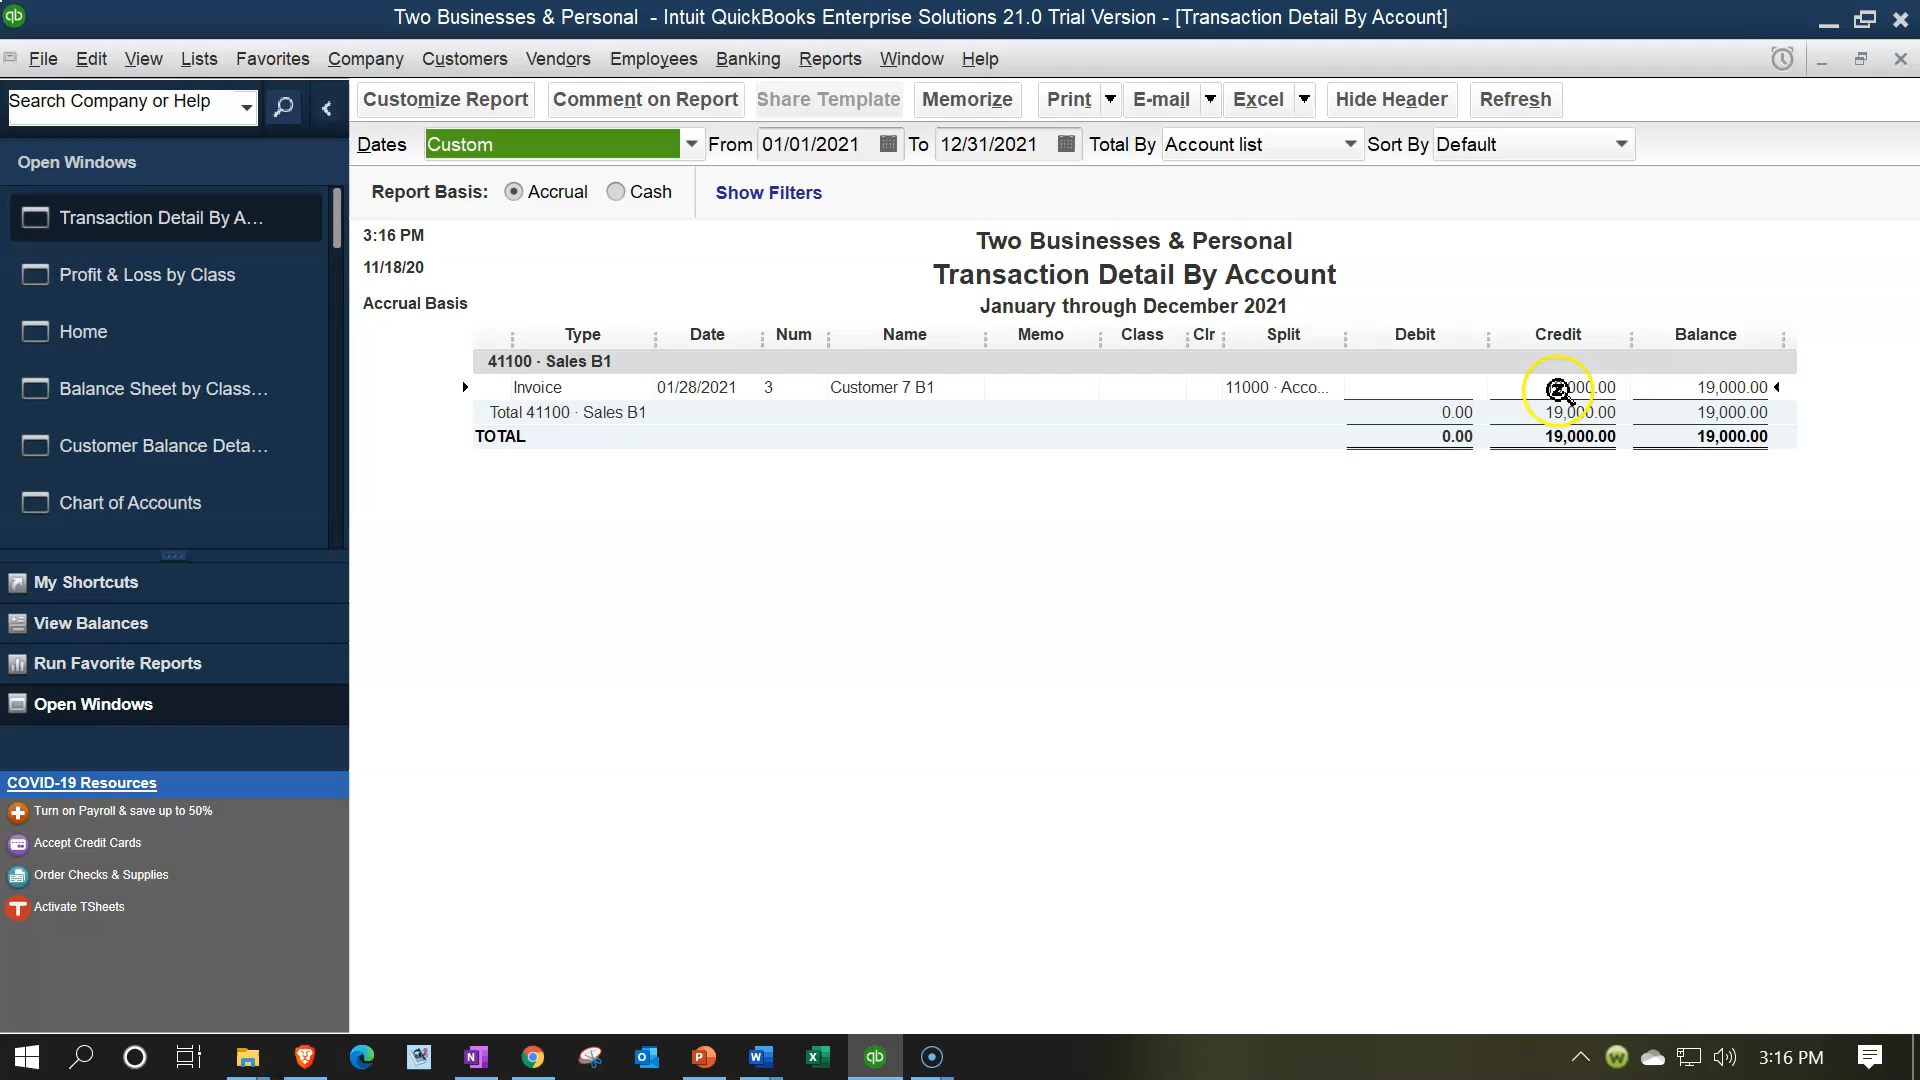 qb Two Businesses & Personal - Intuit QuickBooks Enterprise Solutions 21.0 Trial Version - [Transaction Detail By Account]
File Edit View Lists Favorites Company Customers Vendors Employees Banking Reports Window Help
Search Company or Help
Customize Report Comment on Report Share Template Memorize Print E-mail Excel Hide Header Refresh
Dates Custom From 01/01/2021 To 12/31/2021 Total By Account list Sort By Default
Report Basis: Accrual Cash Show Filters
Open Windows
Transaction Detail By A...
Profit & Loss by Class
Home
Balance Sheet by Class...
Customer Balance Deta...
Chart of Accounts
My Shortcuts
View Balances
Run Favorite Reports
Open Windows
COVID-19 Resources
Turn on Payroll & save up to 50%
Accept Credit Cards
Order Checks & Supplies
Activate TSheets
3:16 PM
11/18/20
Accrual Basis
Two Businesses & Personal
Transaction Detail By Account
January through December 2021
Type Date Num Name Memo Class Clr Split Debit Credit Balance
41100 · Sales B1
Invoice 01/28/2021 3 Customer 7 B1 11000 · Acco... 19,000.00
Total 41100 · Sales B1 0.00 19,000.00 19,000.00
TOTAL 0.00 19,000.00 19,000.00
3:16 PM